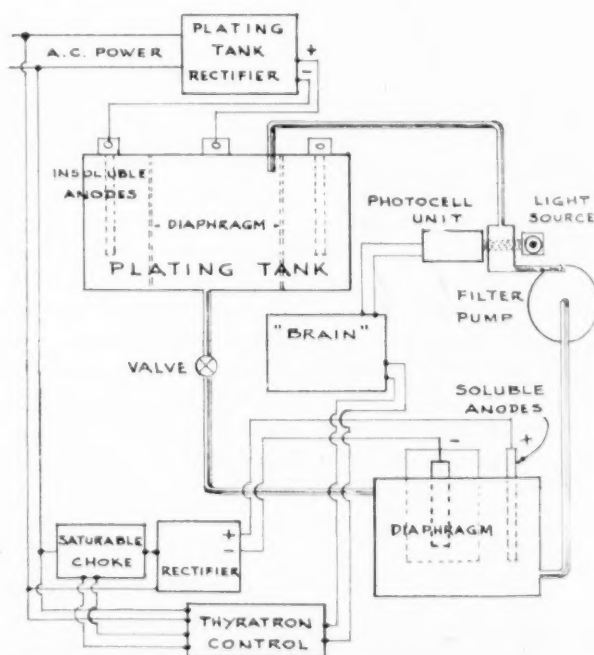 PLATING
TANK
RECTIFIER
+
-
A.C. POWER
INSOLUBLE
ANODES
- DIAPHRAGM -
PLATING TANK
PHOTOCELL
UNIT
LIGHT
SOURCE
FILTER
PUMP
"BRAIN"
VALVE
SOLUBLE
ANODES
-
+
DIAPHRAGM
SATURABLE
CHOKE
+
-
RECTIFIER
THYRATRON
CONTROL